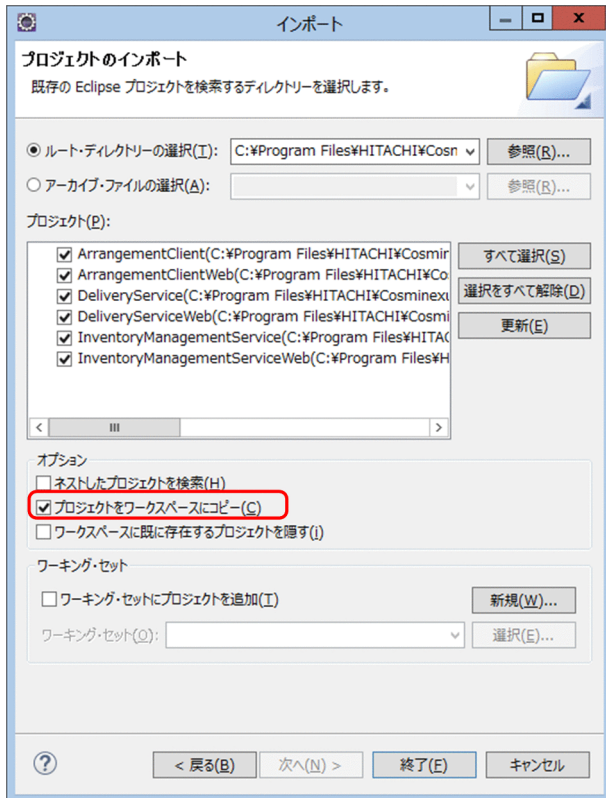 インポート
プロジェクトのインポート
既存の Eclipse プロジェクトを検索するディレクトリーを選択します。
ルート・ディレクトリーの選択(T): C:¥Program Files¥HITACHI¥Cosn 参照(R)...
アーカイブ・ファイルの選択(A): 参照(R)...
プロジェクト(P):
ArrangementClient(C:¥Program Files¥HITACHI¥Cosmin
ArrangementClientWeb(C:¥Program Files¥HITACHI¥Co
DeliveryService(C:¥Program Files¥HITACHI¥Cosminexu
DeliveryServiceWeb(C:¥Program Files¥HITACHI¥Cosmi
InventoryManagementService(C:¥Program Files¥HITAC
InventoryManagementServiceWeb(C:¥Program Files¥H
すべて選択(S)
選択をすべて解除(D)
更新(E)
オプション
ネストしたプロジェクトを検索(H)
プロジェクトをワークスペースにコピー(C)
ワークスペースに既に存在するプロジェクトを隠す(i)
ワーキング・セット
ワーキング・セットにプロジェクトを追加(T) 新規(W)...
ワーキング・セット(O): 選択(E)...
< 戻る(B) 次へ(N) > 終了(F) キャンセル